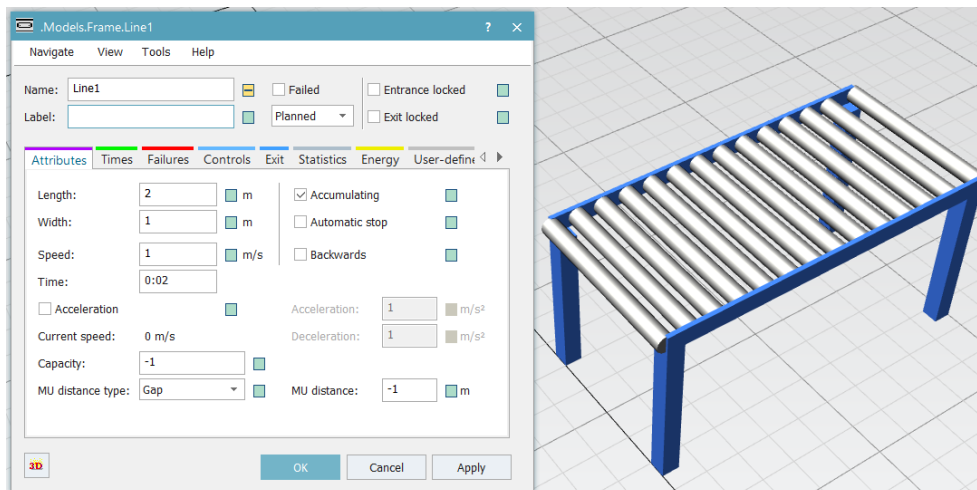 .Models.Frame.Line1 ? ×
Navigate View Tools Help
Name: Line1 Failed Entrance locked
Label: Planned Exit locked
Attributes Times Failures Controls Exit Statistics Energy User-define
Length: 2 m Accumulating
Width: 1 m Automatic stop
Speed: 1 m/s Backwards
Time: 0:02
Acceleration Acceleration: 1 m/s²
Current speed: 0 m/s Deceleration: 1 m/s²
Capacity: -1
MU distance type: Gap MU distance: -1 m
3D OK Cancel Apply